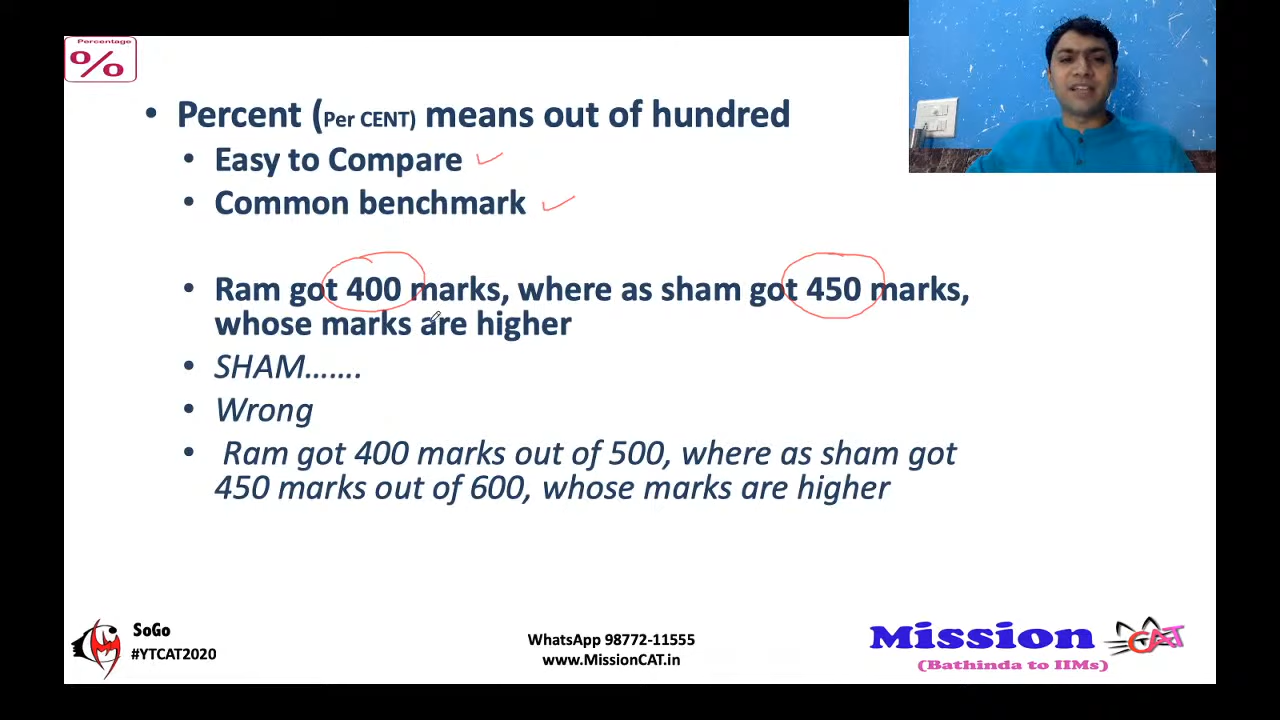 Percentage
%
• Percent (Per CENT) means out of hundred
• Easy to Compare
• Common benchmark
• Ram got 400 marks, where as sham got 450 marks,
whose marks are higher
• SHAM.......
• Wrong
• Ram got 400 marks out of 500, where as sham got
450 marks out of 600, whose marks are higher
SoGo
#YTCAT2020
WhatsApp 98772-11555
www.MissionCAT.in
Mission CAT
(Bathinda to IIMs)